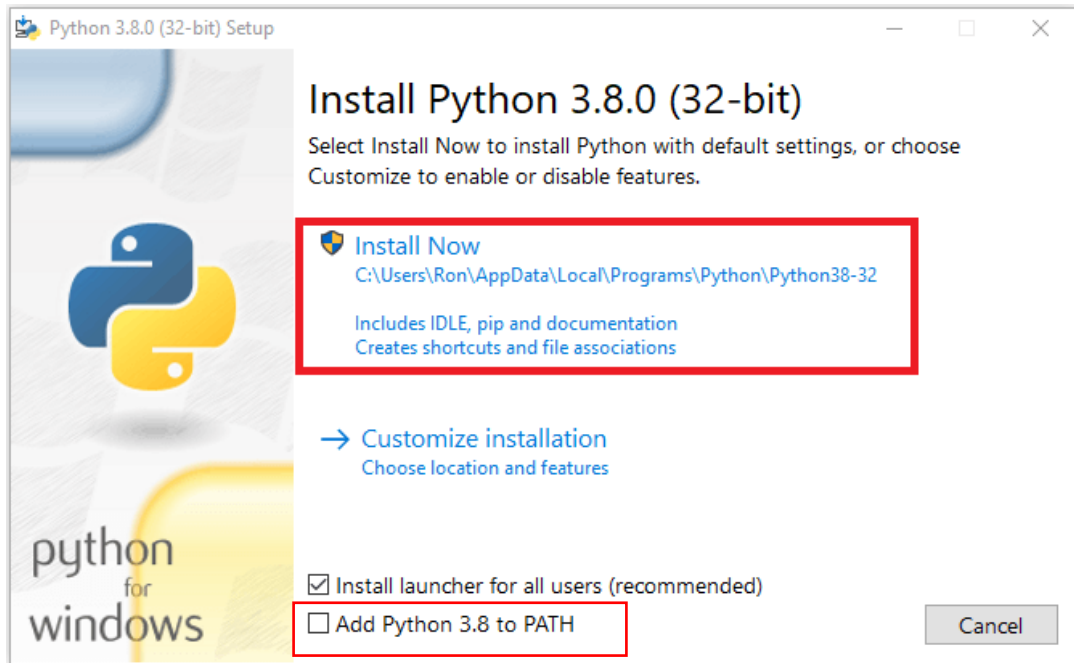 Python 3.8.0 (32-bit) Setup
Install Python 3.8.0 (32-bit)
Select Install Now to install Python with default settings, or choose
Customize to enable or disable features.
Install Now
C:\Users\Ron\AppData\Local\Programs\Python\Python38-32
Includes IDLE, pip and documentation
Creates shortcuts and file associations
Customize installation
Choose location and features
python
for
windows
Install launcher for all users (recommended)
Add Python 3.8 to PATH
Cancel